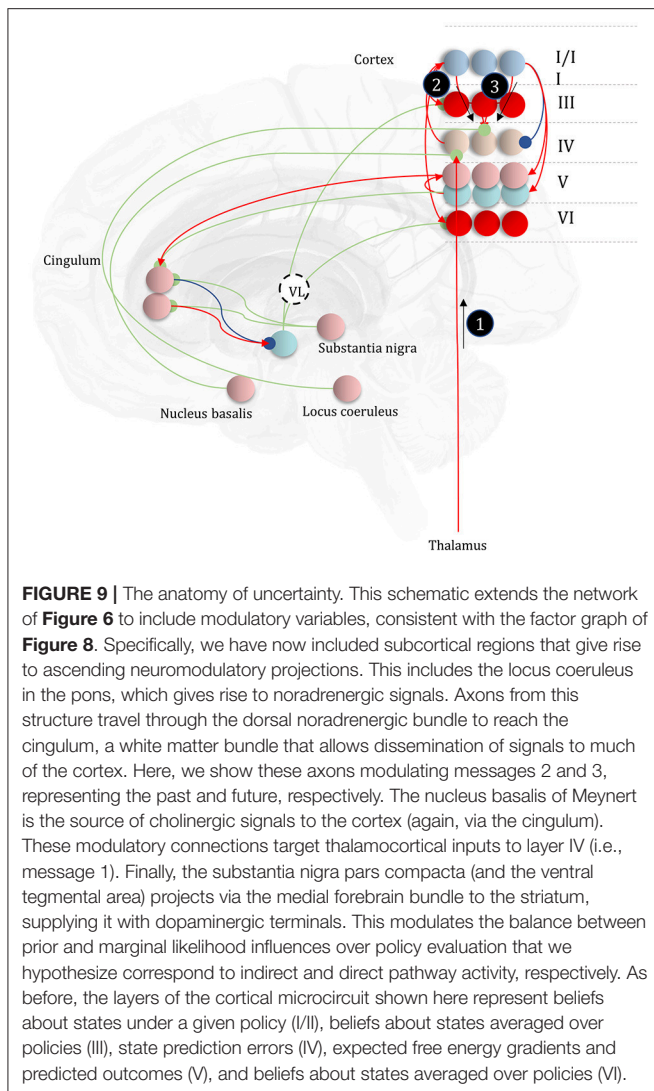 Cortex
I/I
I
2
3
III
IV
V
VI
Cingulum
VL
1
Substantia nigra
Nucleus basalis
Locus coeruleus
Thalamus
FIGURE 9 | The anatomy of uncertainty. This schematic extends the network
of Figure 6 to include modulatory variables, consistent with the factor graph of
Figure 8. Specifically, we have now included subcortical regions that give rise
to ascending neuromodulatory projections. This includes the locus coeruleus
in the pons, which gives rise to noradrenergic signals. Axons from this
structure travel through the dorsal noradrenergic bundle to reach the
cingulum, a white matter bundle that allows dissemination of signals to much
of the cortex. Here, we show these axons modulating messages 2 and 3,
representing the past and future, respectively. The nucleus basalis of Meynert
is the source of cholinergic signals to the cortex (again, via the cingulum).
These modulatory connections target thalamocortical inputs to layer IV (i.e.,
message 1). Finally, the substantia nigra pars compacta (and the ventral
tegmental area) projects via the medial forebrain bundle to the striatum,
supplying it with dopaminergic terminals. This modulates the balance between
prior and marginal likelihood influences over policy evaluation that we
hypothesize correspond to indirect and direct pathway activity, respectively. As
before, the layers of the cortical microcircuit shown here represent beliefs
about states under a given policy (I/II), beliefs about states averaged over
policies (III), state prediction errors (IV), expected free energy gradients and
predicted outcomes (V), and beliefs about states averaged over policies (VI).